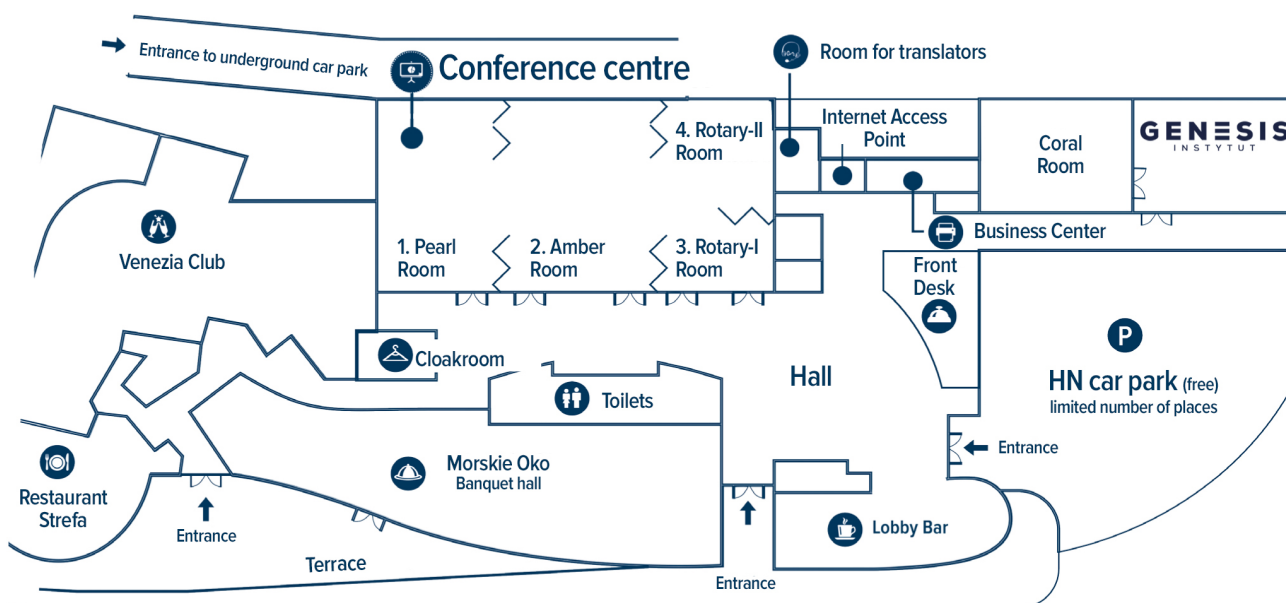 Entrance to underground car park
Conference centre
Room for translators
Internet Access
Point
4. Rotary-II
Room
Coral
Room
GENESIS
INSTYTUT
Venezia Club
1. Pearl
Room
2. Amber
Room
3. Rotary-I
Room
Business Center
Front
Desk
P
Cloakroom
Hall
HN car park (free)
limited number of places
Toilets
Entrance
Morskie Oko
Banquet hall
Restaurant
Strefa
Entrance
Lobby Bar
Terrace
Entrance